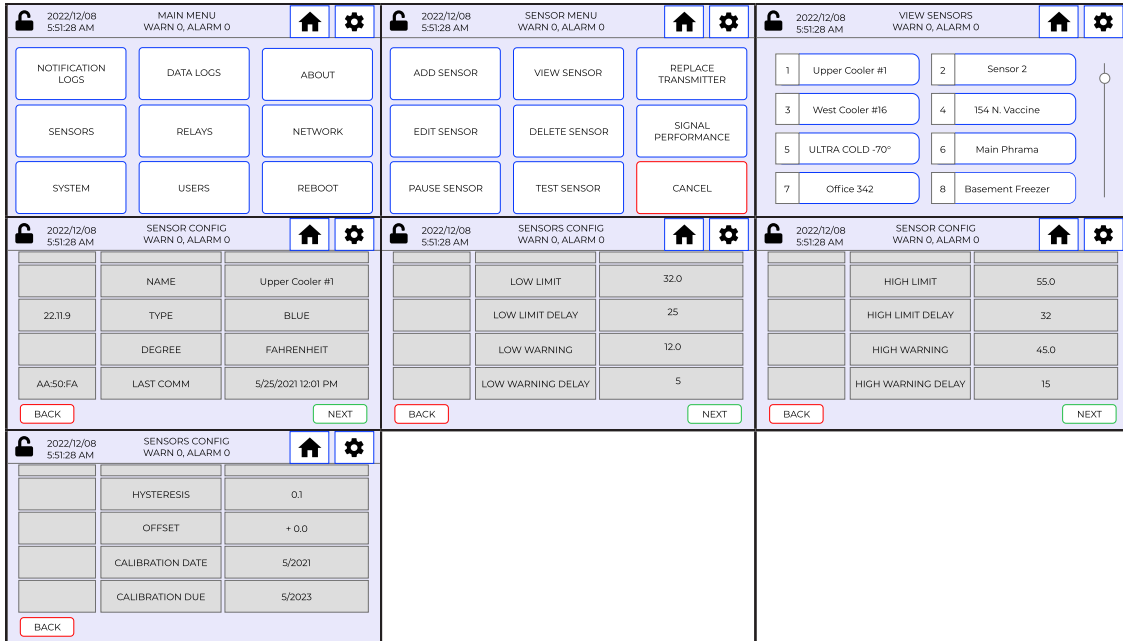 2022/12/08
5:51:28 AM
MAIN MENU
WARN 0, ALARM 0
NOTIFICATION
LOGS
DATA LOGS
ABOUT
SENSORS
RELAYS
NETWORK
SYSTEM
USERS
REBOOT
2022/12/08
5:51:28 AM
SENSOR MENU
WARN 0, ALARM 0
ADD SENSOR
VIEW SENSOR
REPLACE
TRANSMITTER
EDIT SENSOR
DELETE SENSOR
SIGNAL
PERFORMANCE
PAUSE SENSOR
TEST SENSOR
CANCEL
2022/12/08
5:51:28 AM
VIEW SENSORS
WARN 0, ALARM 0
1 Upper Cooler #1
2 Sensor 2
3 West Cooler #16
4 154 N. Vaccine
5 ULTRA COLD -70°
6 Main Phrama
7 Office 342
8 Basement Freezer
2022/12/08
5:51:28 AM
SENSOR CONFIG
WARN 0, ALARM 0
NAME Upper Cooler #1
22.11.9 TYPE BLUE
DEGREE FAHRENHEIT
AA:50:FA LAST COMM 5/25/2021 12:01 PM
BACK
NEXT
2022/12/08
5:51:28 AM
SENSORS CONFIG
WARN 0, ALARM 0
LOW LIMIT 32.0
LOW LIMIT DELAY 25
LOW WARNING 12.0
LOW WARNING DELAY 5
BACK
NEXT
2022/12/08
5:51:28 AM
SENSOR CONFIG
WARN 0, ALARM 0
HIGH LIMIT 55.0
HIGH LIMIT DELAY 32
HIGH WARNING 45.0
HIGH WARNING DELAY 15
BACK
NEXT
2022/12/08
5:51:28 AM
SENSORS CONFIG
WARN 0, ALARM 0
HYSTERESIS 0.1
OFFSET + 0.0
CALIBRATION DATE 5/2021
CALIBRATION DUE 5/2023
BACK